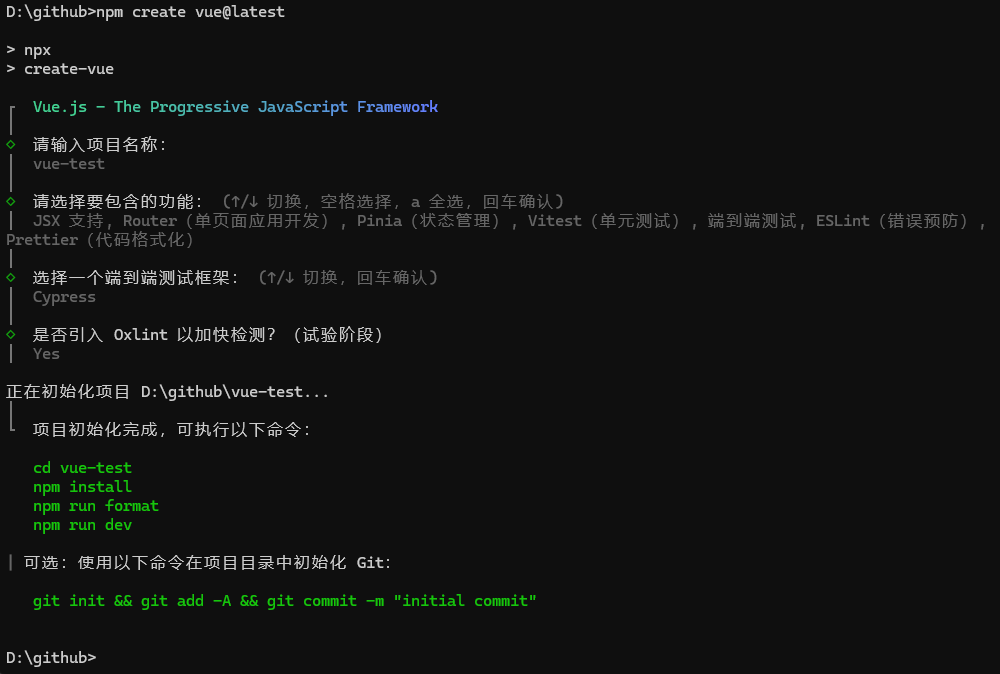 D:\github>npm create vue@latest
> npx
> create-vue
Vue.js - The Progressive JavaScript Framework
请输入项目名称：
vue-test
请选择要包含的功能： (↑/↓ 切换，空格选择，a 全选，回车确认)
JSX 支持, Router（单页面应用开发）, Pinia（状态管理）, Vitest（单元测试）, 端到端测试, ESLint（错误预防）,
Prettier（代码格式化）
选择一个端到端测试框架： (↑/↓ 切换，回车确认)
Cypress
是否引入 Oxlint 以加快检测？（试验阶段）
Yes
正在初始化项目 D:\github\vue-test...
项目初始化完成，可执行以下命令：
cd vue-test
npm install
npm run format
npm run dev
| 可选：使用以下命令在项目目录中初始化 Git：
git init && git add -A && git commit -m "initial commit"
D:\github>